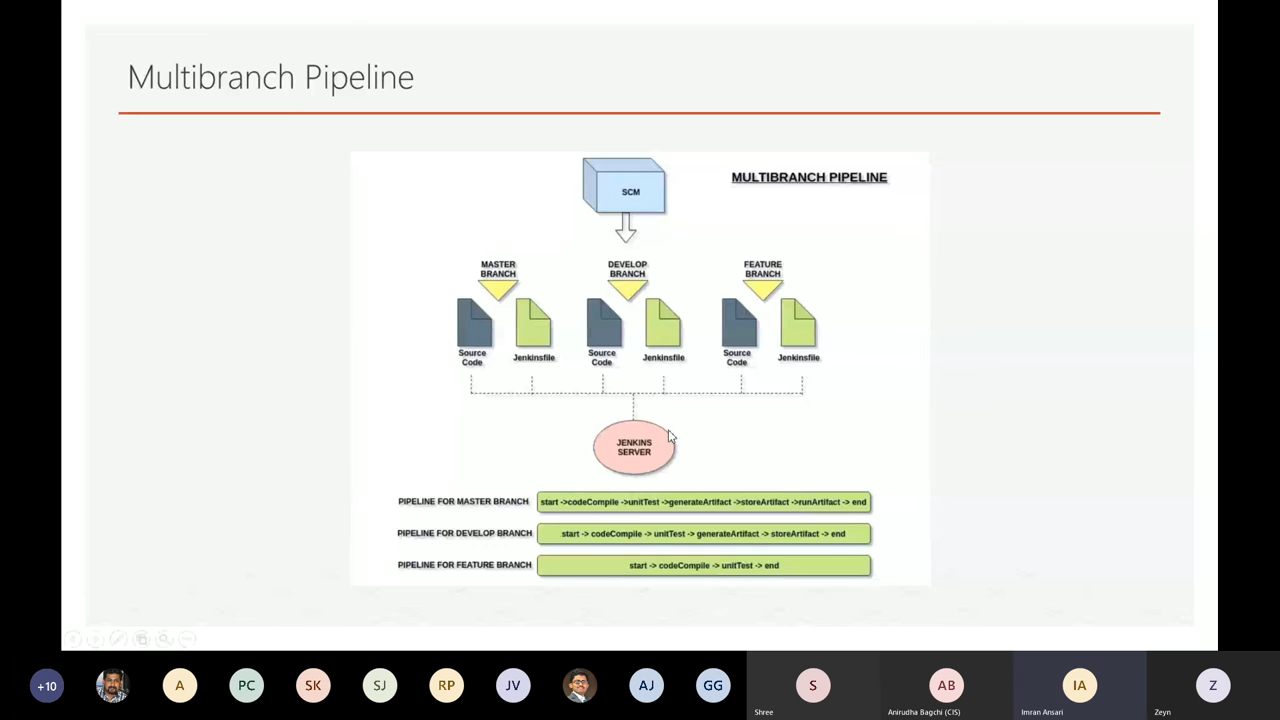 Multibranch Pipeline
SCM
MULTIBRANCH PIPELINE
MASTER
BRANCH
DEVELOP
BRANCH
FEATURE
BRANCH
Source
Code
Jenkinsfile
Source
Code
Jenkinsfile
Source
Code
Jenkinsfile
JENKINS
SERVER
PIPELINE FOR MASTER BRANCH
start ->codeCompile ->unitTest ->generateArtifact ->storeArtifact ->runArtifact -> end
PIPELINE FOR DEVELOP BRANCH
start -> codeCompile -> unitTest -> generateArtifact -> storeArtifact -> end
PIPELINE FOR FEATURE BRANCH
start -> codeCompile -> unitTest -> end
+10
A
PC
SK
SJ
RP
JV
AJ
GG
S
AB
IA
Z
Shree
Anirudha Bagchi (CIS)
Imran Ansari
Zeyn